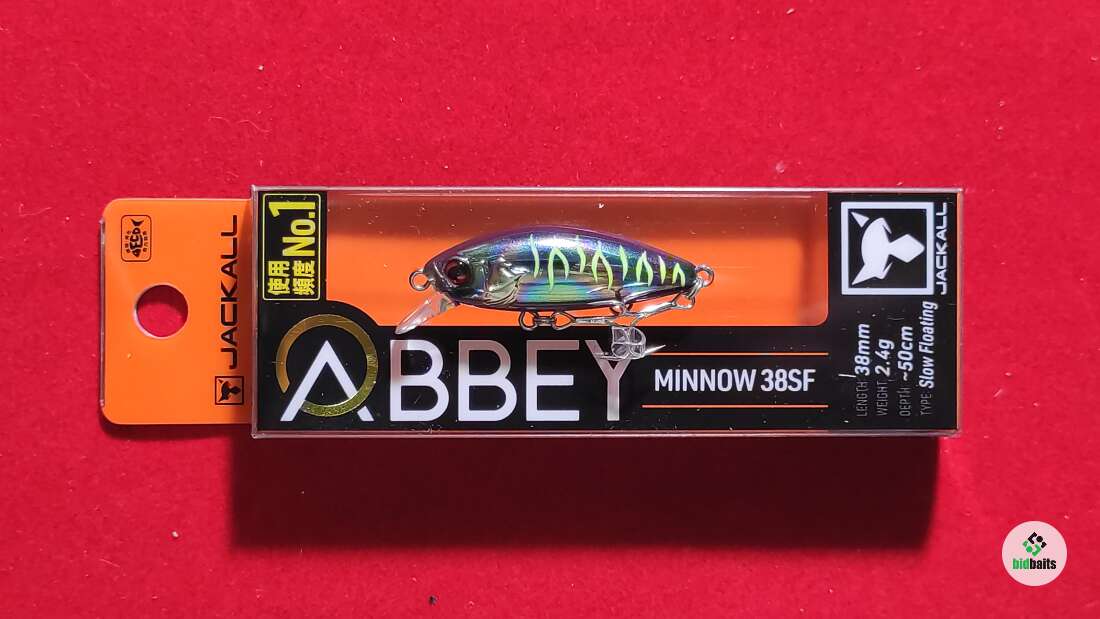 JACKALL
使用
頻度
No.1
ABBEY
MINNOW 38SF
JACKALL
LENGTH 38mm
WEIGHT 2.4g
DEPTH ~50cm
TYPE Slow Floating
bidbaits